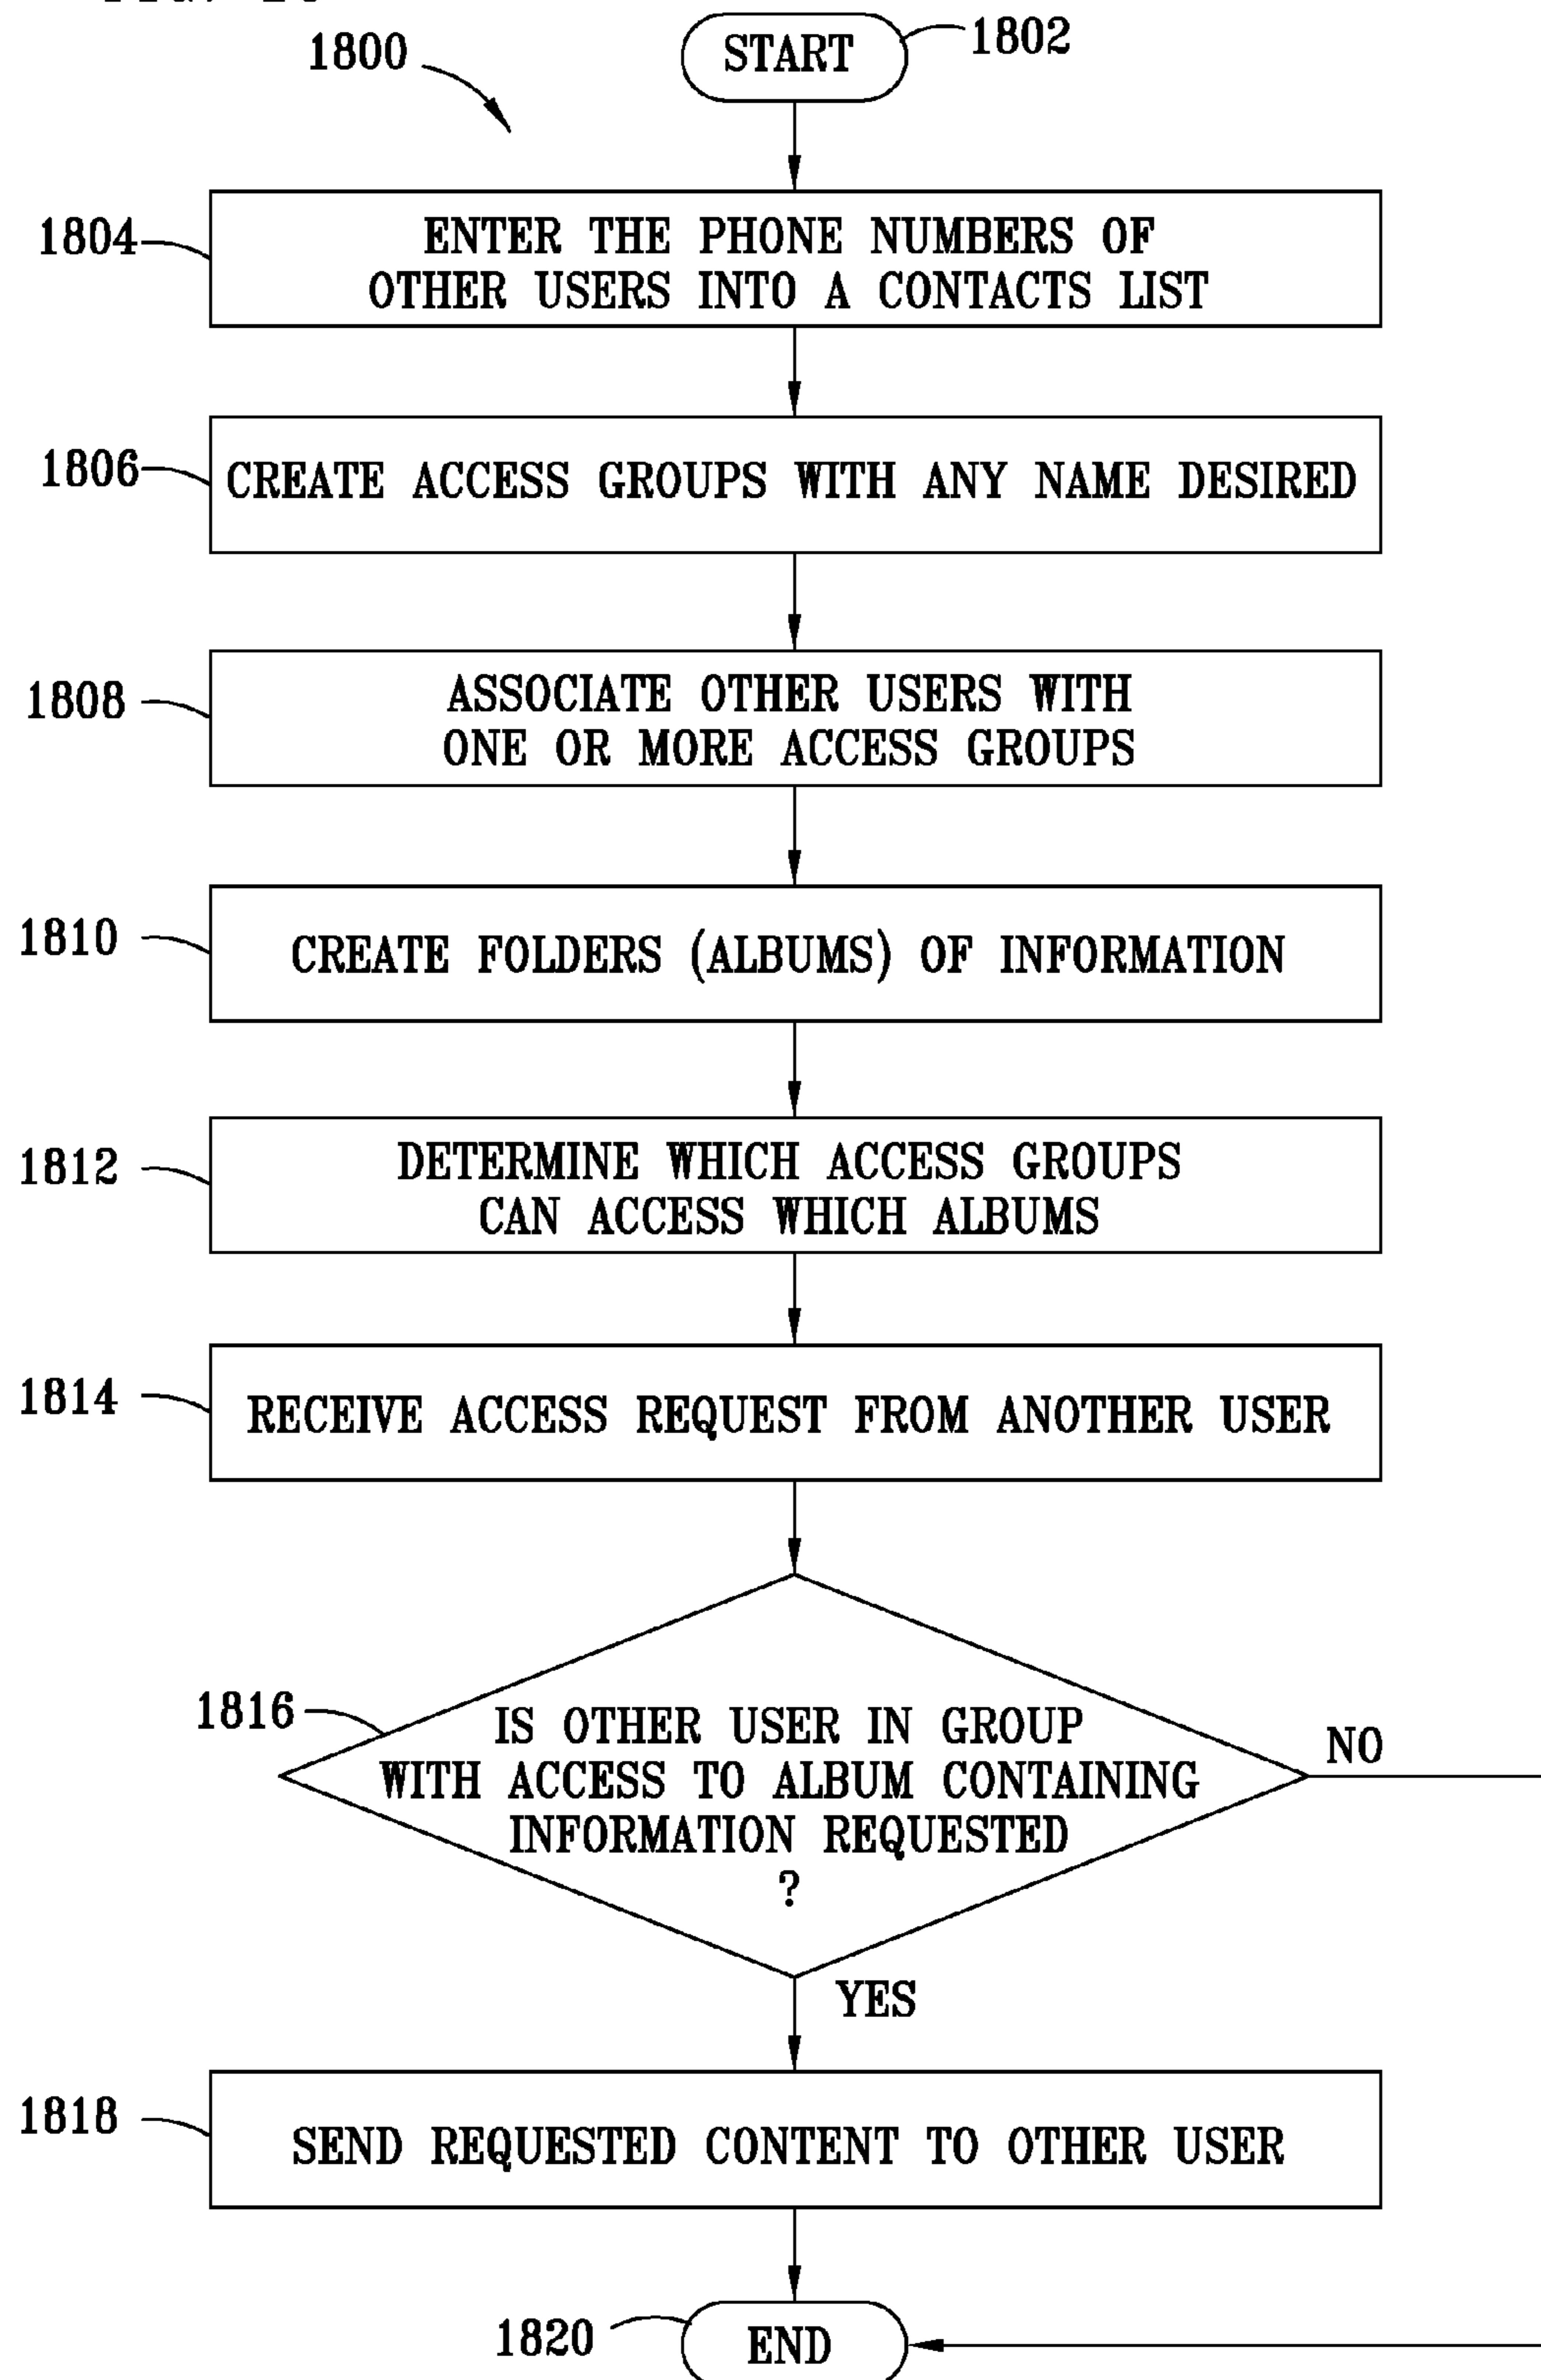 1800
START
1802
1804
ENTER THE PHONE NUMBERS OF
OTHER USERS INTO A CONTACTS LIST
1806
CREATE ACCESS GROUPS WITH ANY NAME DESIRED
1808
ASSOCIATE OTHER USERS WITH
ONE OR MORE ACCESS GROUPS
1810
CREATE FOLDERS (ALBUMS) OF INFORMATION
1812
DETERMINE WHICH ACCESS GROUPS
CAN ACCESS WHICH ALBUMS
1814
RECEIVE ACCESS REQUEST FROM ANOTHER USER
1816
IS OTHER USER IN GROUP
WITH ACCESS TO ALBUM CONTAINING
INFORMATION REQUESTED
?
NO
YES
1818
SEND REQUESTED CONTENT TO OTHER USER
1820
END